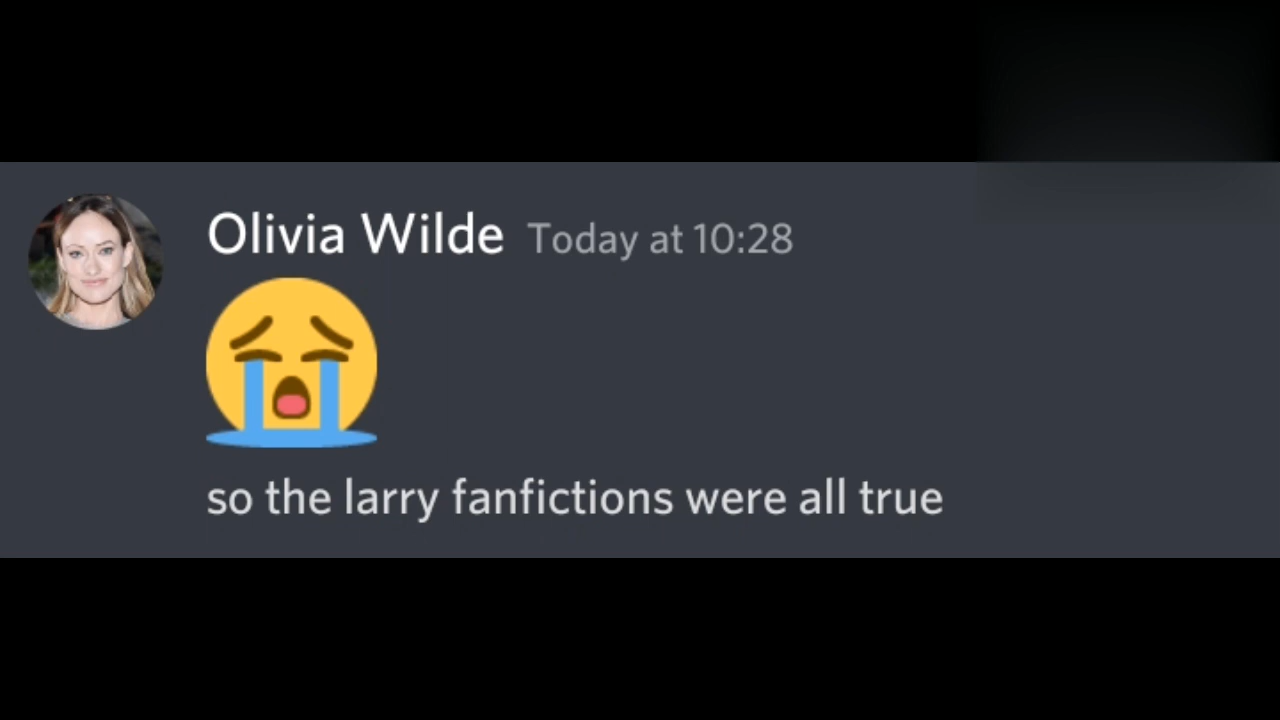 Olivia Wilde Today at 10:28
😭
so the larry fanfictions were all true